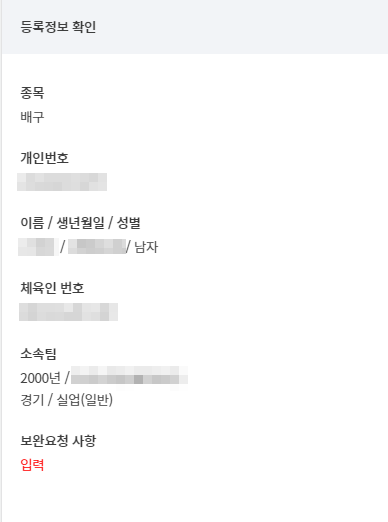 등록정보 확인
종목
배구
개인번호
이름 / 생년월일 / 성별
/ / 남자
체육인 번호
소속팀
2000년 /
경기 / 실업(일반)
보완요청 사항
입력